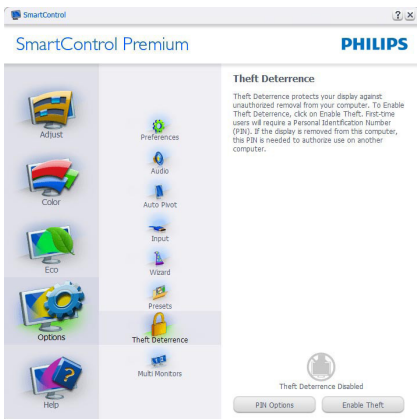 SmartControl
SmartControl Premium
PHILIPS
Adjust
Color
Eco
Options
Help
Preferences
Audio
Auto Pivot
Input
Wizard
Presets
Theft Deterrence
Multi Monitors
Theft Deterrence
Theft Deterrence protects your display against
unauthorized removal from your computer. To Enable
Theft Deterrence, click on Enable Theft. First-time
users will require a Personal Identification Number
(PIN). If the display is removed from this computer,
this PIN is needed to authorize use on another
computer.
Theft Deterrence Disabled
PIN Options
Enable Theft